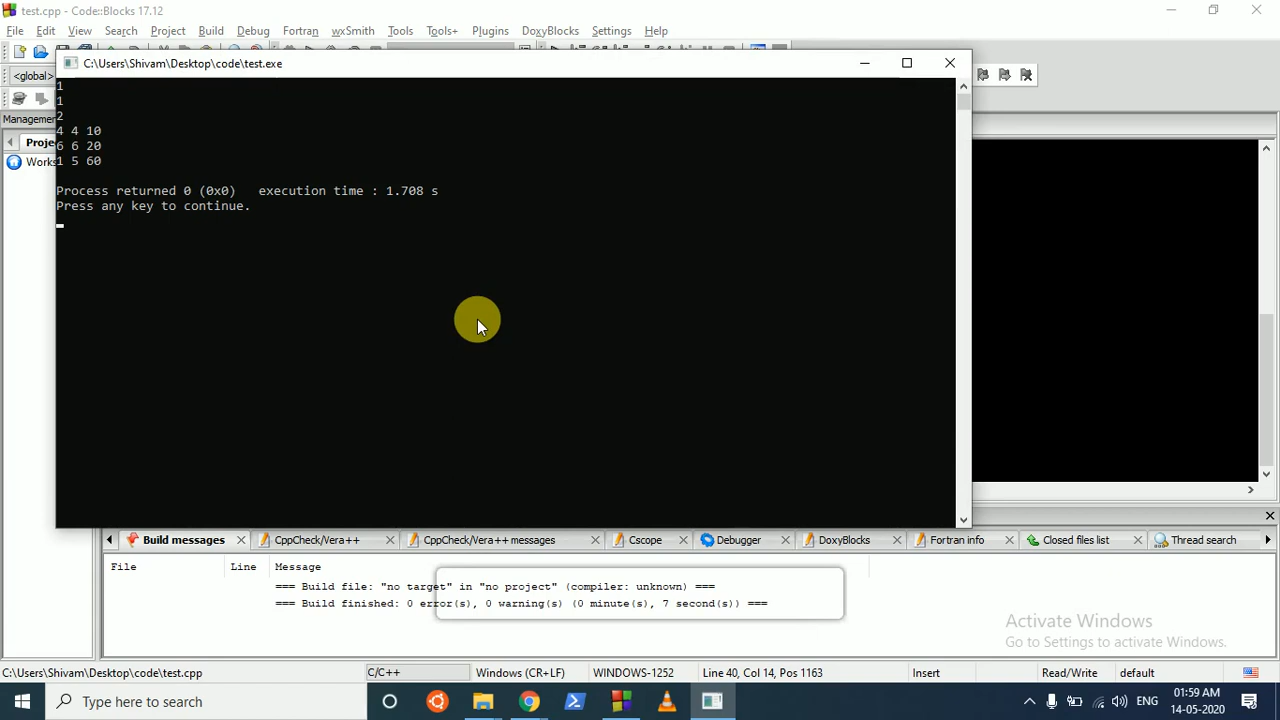 test.cpp - Code::Blocks 17.12
File Edit View Search Project Build Debug Fortran wxSmith Tools Tools+ Plugins DoxyBlocks Settings Help
C:\Users\Shivam\Desktop\code\test.exe
<global>
1
1
2
4 4 10
6 6 20
1 5 60
Process returned 0 (0x0)   execution time : 1.708 s
Press any key to continue.
Management
Projec
Works
Build messages CppCheck/Vera++ CppCheck/Vera++ messages Cscope Debugger DoxyBlocks Fortran info Closed files list Thread search
File Line Message
=== Build file: "no target" in "no project" (compiler: unknown) ===
=== Build finished: 0 error(s), 0 warning(s) (0 minute(s), 7 second(s)) ===
Activate Windows
Go to Settings to activate Windows.
C:\Users\Shivam\Desktop\code\test.cpp C/C++ Windows (CR+LF) WINDOWS-1252 Line 40, Col 14, Pos 1163 Insert Read/Write default
Type here to search
ENG
01:59 AM
14-05-2020